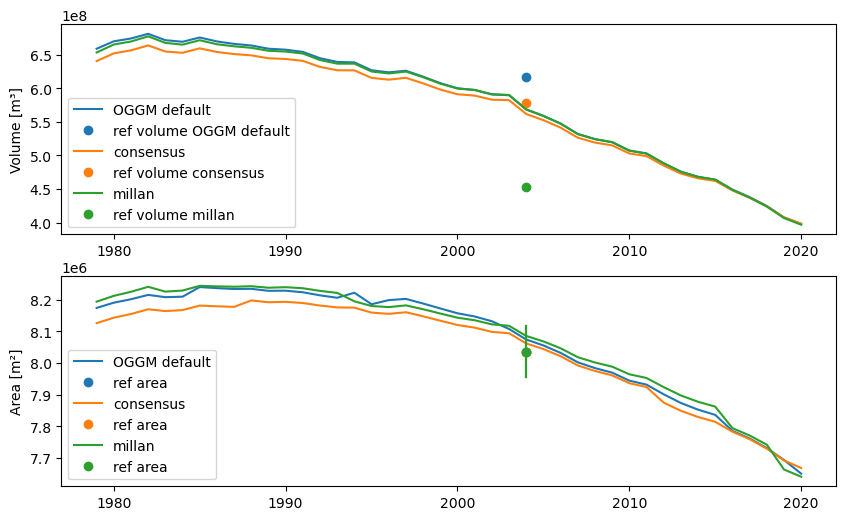 1e8
Volume [m³]
6.5
6.0
5.5
5.0
4.5
4.0
OGGM default
ref volume OGGM default
consensus
ref volume consensus
millan
ref volume millan
1980
1990
2000
2010
2020
1e6
Area [m²]
8.2
8.1
8.0
7.9
7.8
7.7
OGGM default
ref area
consensus
ref area
millan
ref area
1980
1990
2000
2010
2020